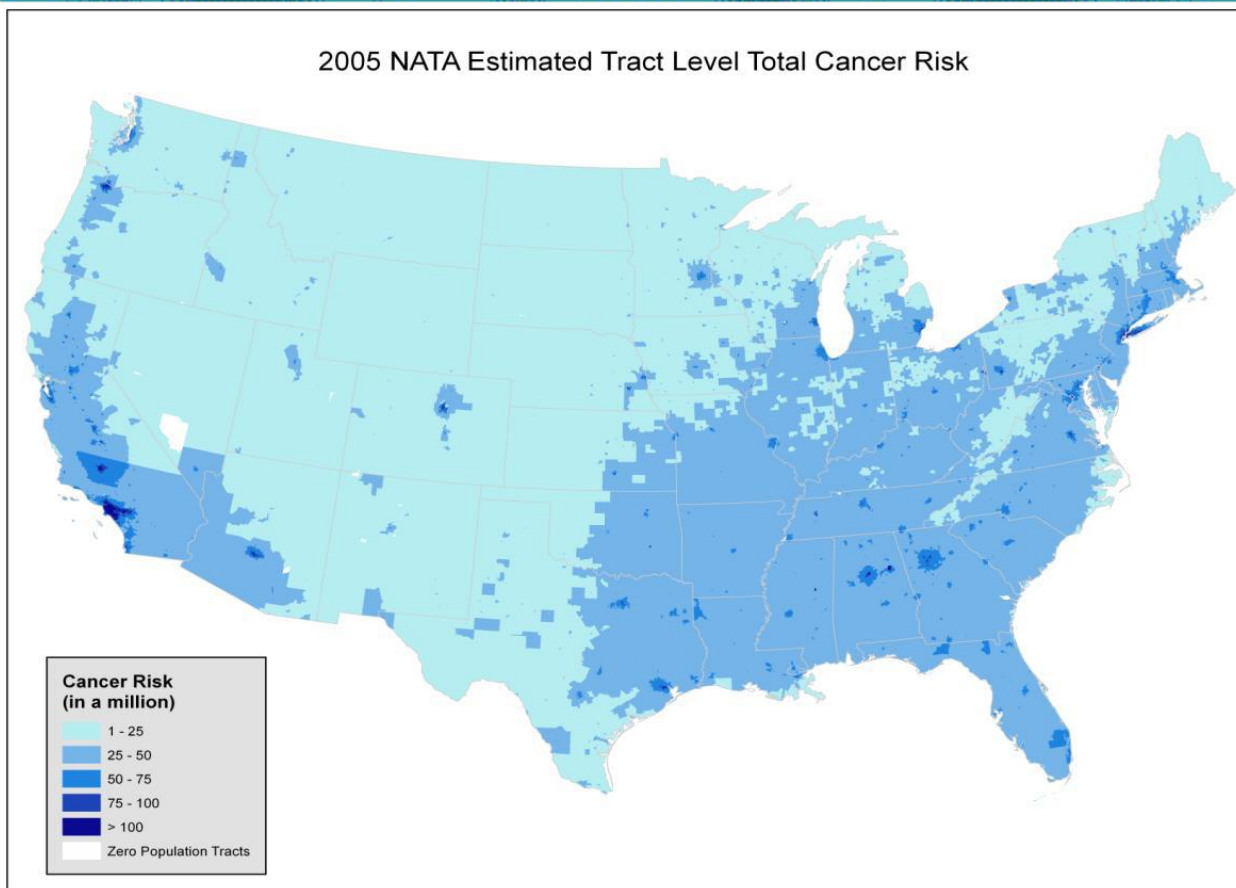 2005 NATA Estimated Tract Level Total Cancer Risk
Cancer Risk
(in a million)
1 - 25
25 - 50
50 - 75
75 - 100
> 100
Zero Population Tracts